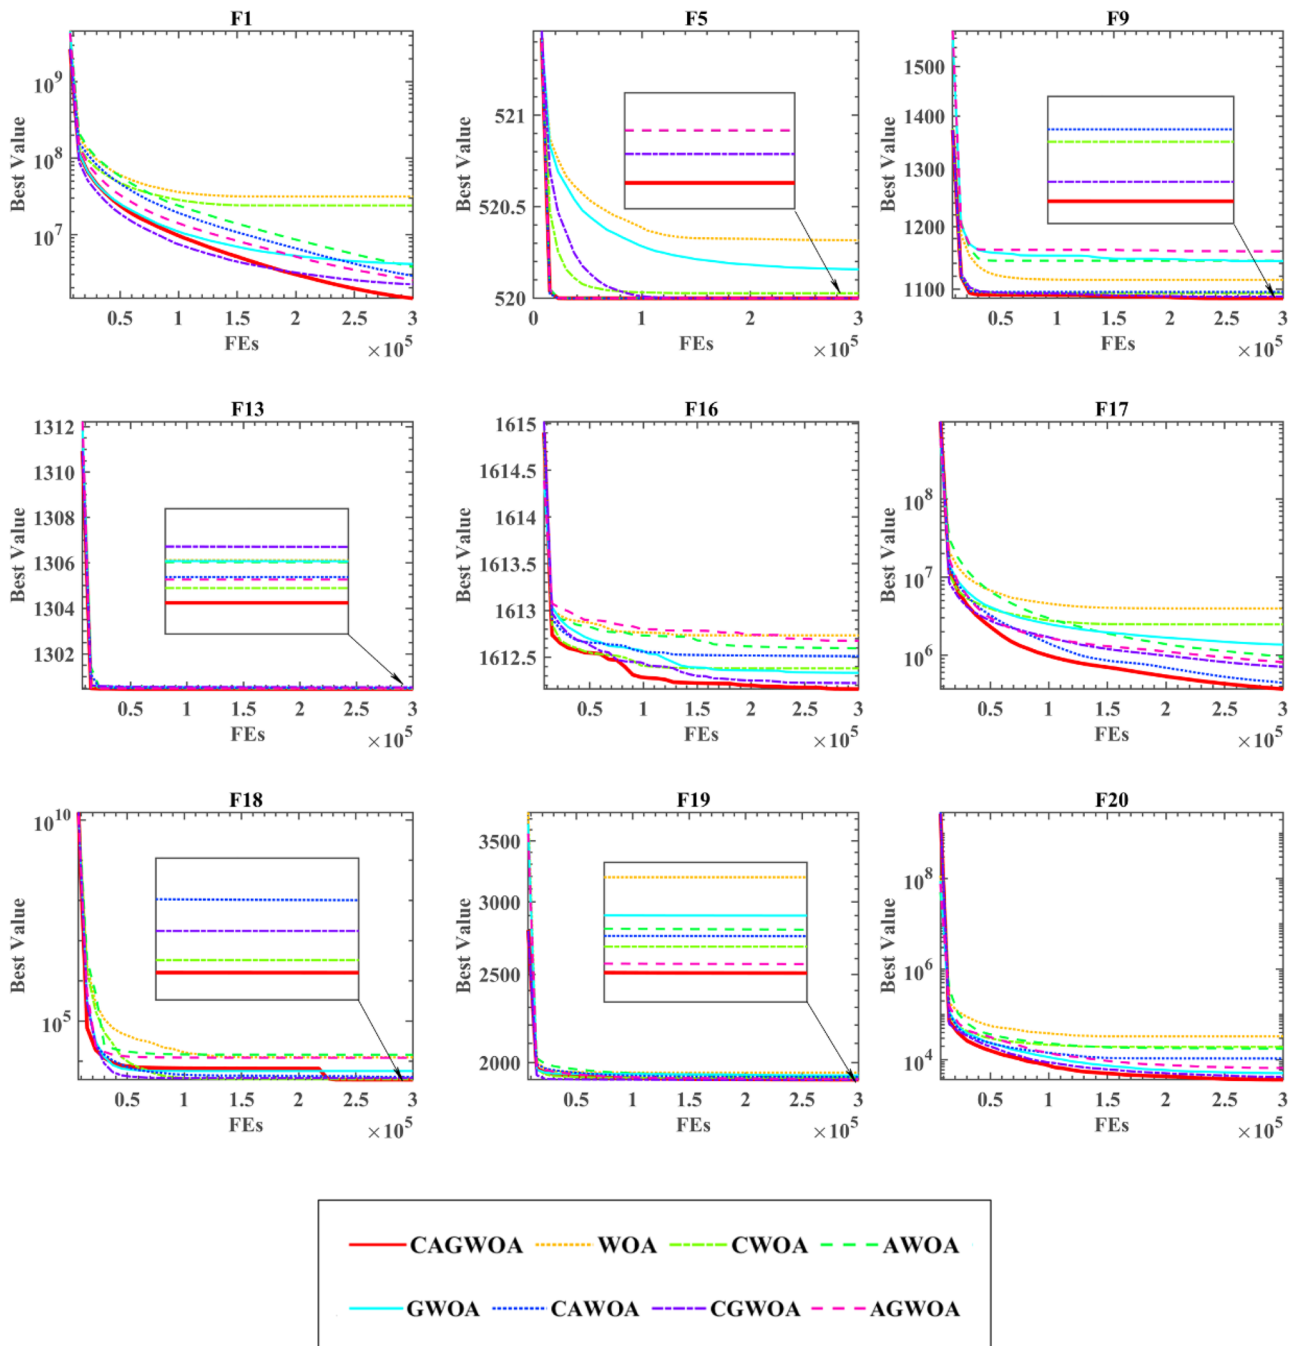 F1
Best Value
10^9
10^8
10^7
0.5 1 1.5 2 2.5 3
FEs
×10^5
F5
Best Value
521
520.5
520
0 1 2 3
FEs
×10^5
F9
Best Value
1500
1400
1300
1200
1100
0.5 1 1.5 2 2.5 3
FEs
×10^5
F13
Best Value
1312
1310
1308
1306
1304
1302
0.5 1 1.5 2 2.5 3
FEs
×10^5
F16
Best Value
1615
1614.5
1614
1613.5
1613
1612.5
0.5 1 1.5 2 2.5 3
FEs
×10^5
F17
Best Value
10^8
10^7
10^6
0.5 1 1.5 2 2.5 3
FEs
×10^5
F18
Best Value
10^10
10^5
0.5 1 1.5 2 2.5 3
FEs
×10^5
F19
Best Value
3500
3000
2500
2000
0.5 1 1.5 2 2.5 3
FEs
×10^5
F20
Best Value
10^8
10^6
10^4
0.5 1 1.5 2 2.5 3
FEs
×10^5
CAGWOA WOA CWOA AWOA
GWOA CAWOA CGWOA AGWOA